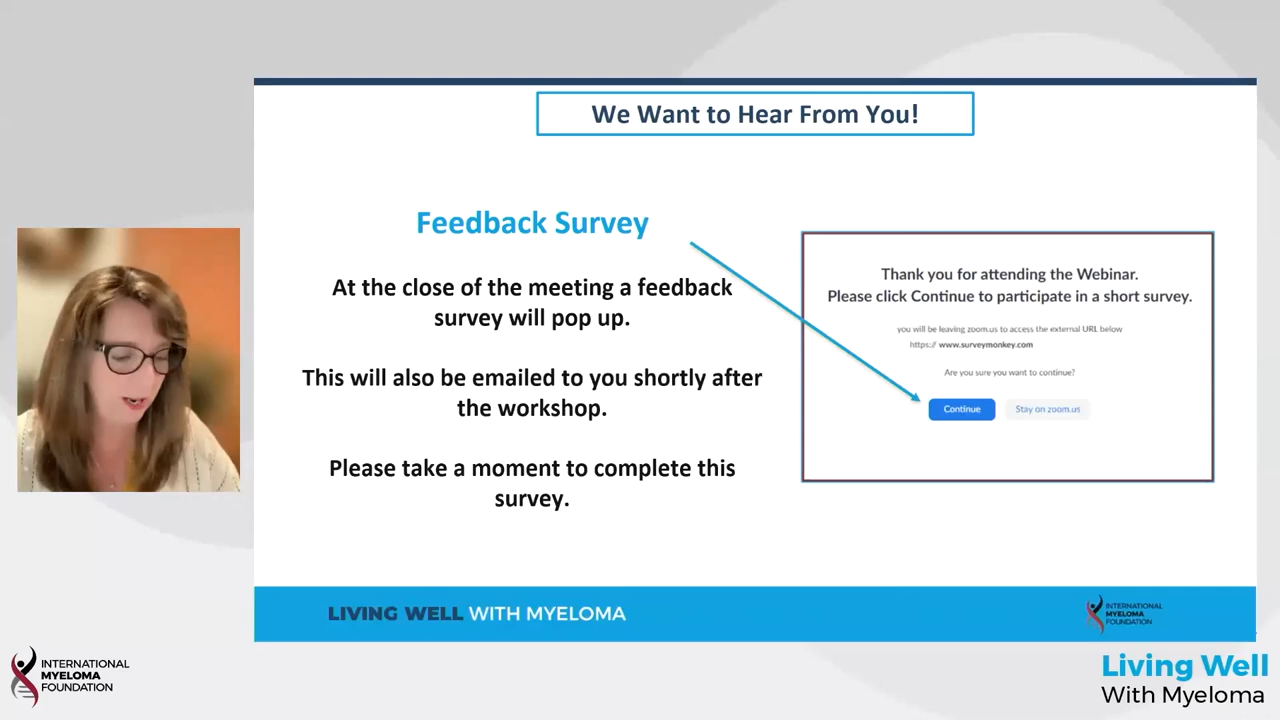 We Want to Hear From You!
Feedback Survey
At the close of the meeting a feedback
survey will pop up.
This will also be emailed to you shortly after
the workshop.
Please take a moment to complete this
survey.
Thank you for attending the Webinar.
Please click Continue to participate in a short survey.
you will be leaving zoom.us to access the external URL below
https:// www.surveymonkey.com
Are you sure you want to continue?
Continue
Stay on zoom.us
LIVING WELL WITH MYELOMA
INTERNATIONAL
MYELOMA
FOUNDATION
INTERNATIONAL
MYELOMA
FOUNDATION
Living Well
With Myeloma